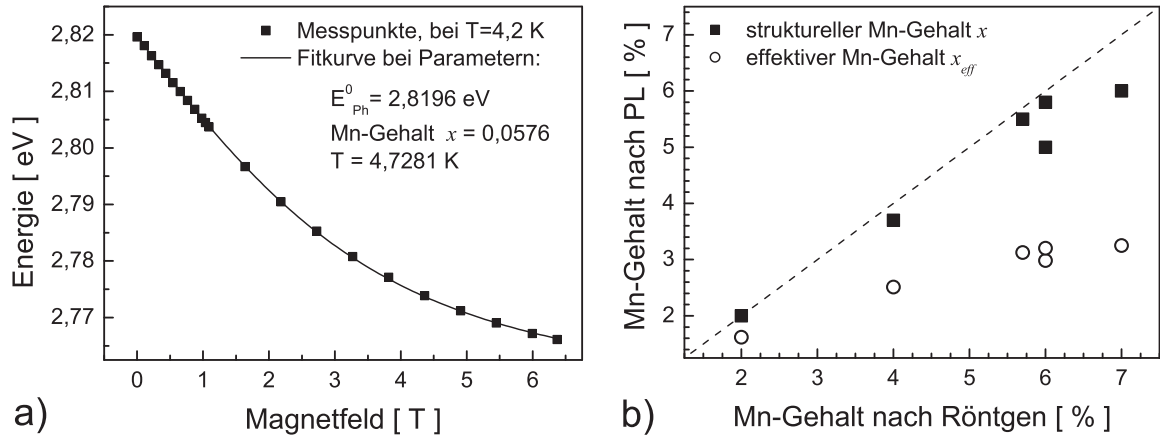 Messpunkte, bei T=4,2 K
Fitkurve bei Parametern:
E⁰Ph = 2,8196 eV
Mn-Gehalt x = 0,0576
T = 4,7281 K
2,82
2,81
2,80
2,79
2,78
2,77
Energie [ eV ]
0 1 2 3 4 5 6
Magnetfeld [ T ]
a)
struktureller Mn-Gehalt x
effektiver Mn-Gehalt xeff
7
6
5
4
3
2
Mn-Gehalt nach PL [ % ]
2 3 4 5 6 7
Mn-Gehalt nach Röntgen [ % ]
b)